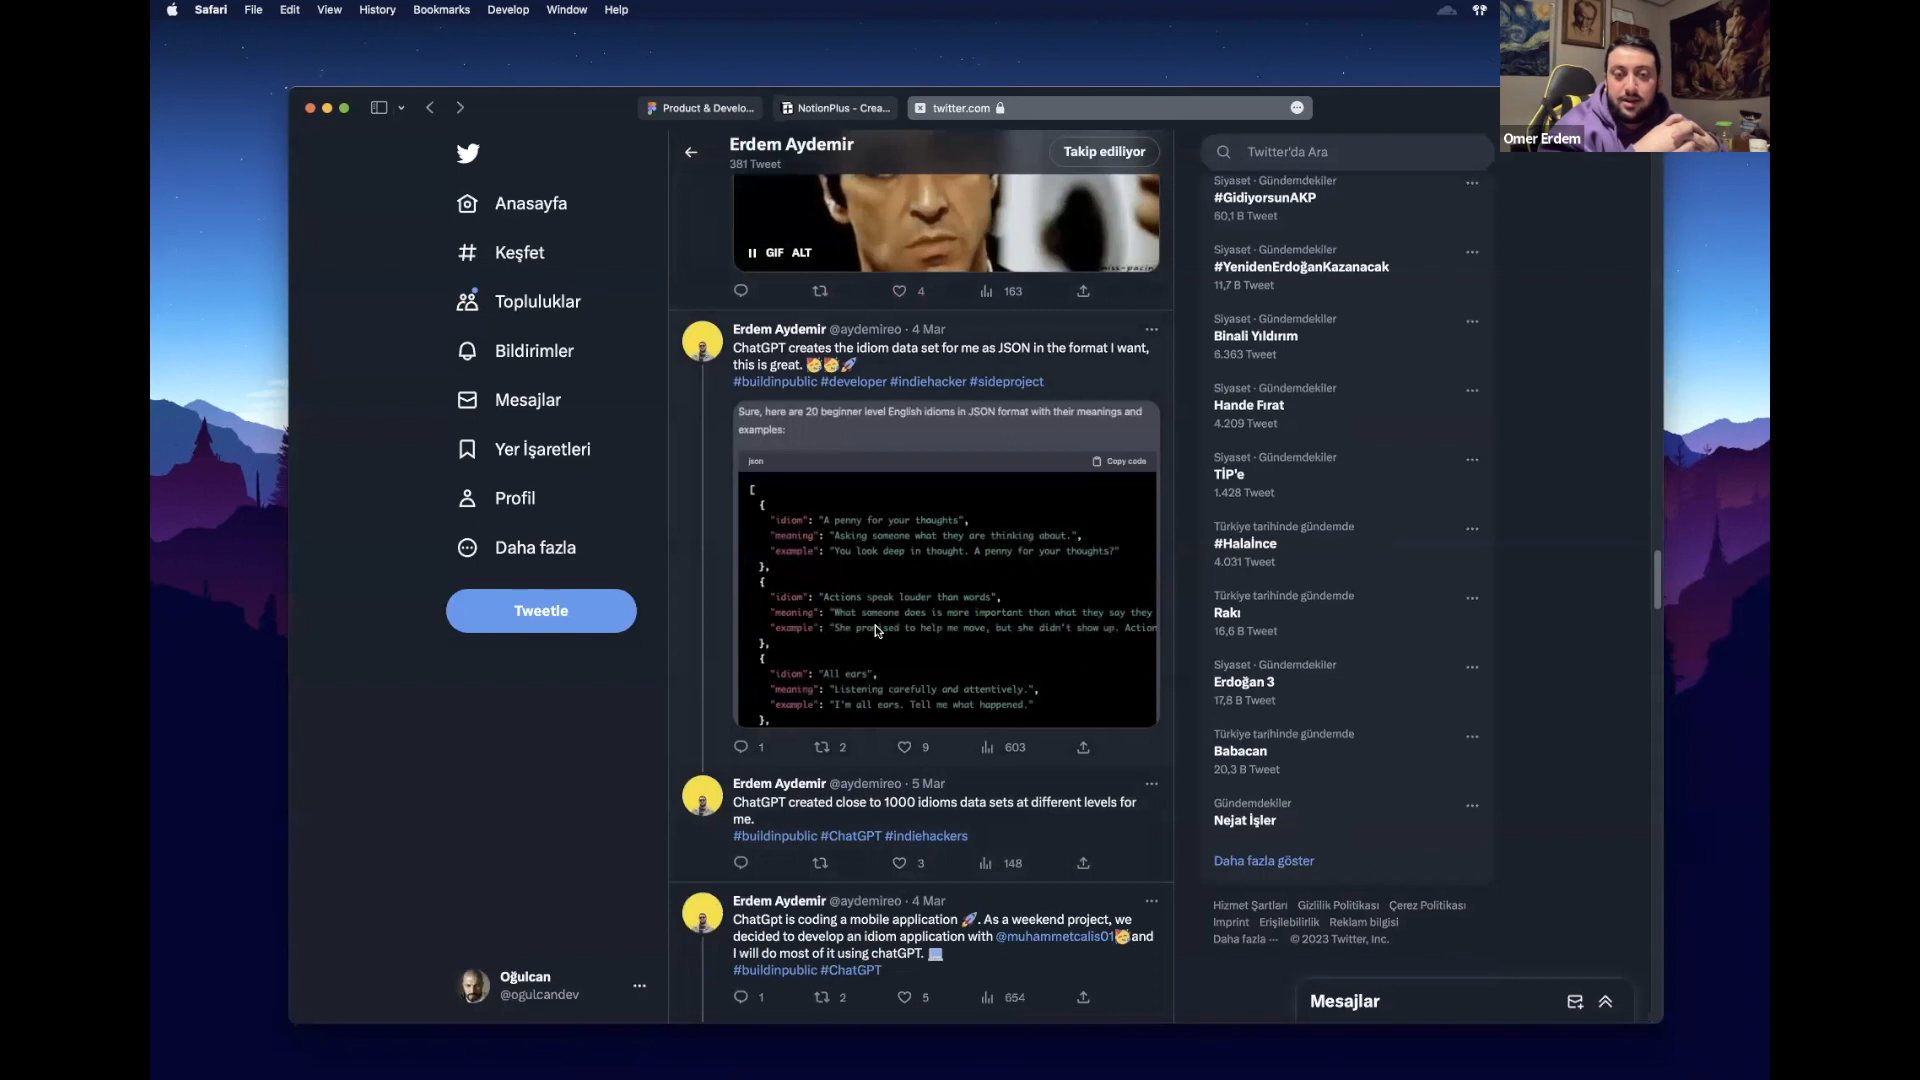 Safari File Edit View History Bookmarks Develop Window Help
Product & Develo...
NotionPlus - Crea...
twitter.com
Omer Erdem
Anasayfa
Keşfet
Topluluklar
Bildirimler
Mesajlar
Yer İşaretleri
Profil
Daha fazla
Tweetle
Oğulcan
@ogulcandev
Erdem Aydemir
381 Tweet
Takip ediliyor
GIF ALT
4 163
Erdem Aydemir @aydemireo · 4 Mar
ChatGPT creates the idiom data set for me as JSON in the format I want,
this is great. 🥳🥳🚀
#buildinpublic #developer #indiehacker #sideproject
Sure, here are 20 beginner level English idioms in JSON format with their meanings and
examples:
json Copy code
[
{
"idiom": "A penny for your thoughts",
"meaning": "Asking someone what they are thinking about.",
"example": "You look deep in thought. A penny for your thoughts?"
},
{
"idiom": "Actions speak louder than words",
"meaning": "What someone does is more important than what they say they
"example": "She promised to help me move, but she didn't show up. Action
},
{
"idiom": "All ears",
"meaning": "Listening carefully and attentively.",
"example": "I'm all ears. Tell me what happened."
},
1 2 9 603
Erdem Aydemir @aydemireo · 5 Mar
ChatGPT created close to 1000 idioms data sets at different levels for
me.
#buildinpublic #ChatGPT #indiehackers
3 148
Erdem Aydemir @aydemireo · 4 Mar
ChatGpt is coding a mobile application 🚀. As a weekend project, we
decided to develop an idiom application with @muhammetcalis01🥳and
I will do most of it using chatGPT. 💻
#buildinpublic #ChatGPT
1 2 5 654
Twitter'da Ara
Siyaset · Gündemdekiler
#GidiyorsunAKP
60,1 B Tweet
Siyaset · Gündemdekiler
#YenidenErdoğanKazanacak
11,7 B Tweet
Siyaset · Gündemdekiler
Binali Yıldırım
6.363 Tweet
Siyaset · Gündemdekiler
Hande Fırat
4.209 Tweet
Siyaset · Gündemdekiler
TİP'e
1.428 Tweet
Türkiye tarihinde gündemde
#Halaİnce
4.031 Tweet
Türkiye tarihinde gündemde
Rakı
16,6 B Tweet
Siyaset · Gündemdekiler
Erdoğan 3
17,8 B Tweet
Türkiye tarihinde gündemde
Babacan
20,3 B Tweet
Gündemdekiler
Nejat İşler
Daha fazla göster
Hizmet Şartları Gizlilik Politikası Çerez Politikası
Imprint Erişilebilirlik Reklam bilgisi
Daha fazla ··· © 2023 Twitter, Inc.
Mesajlar